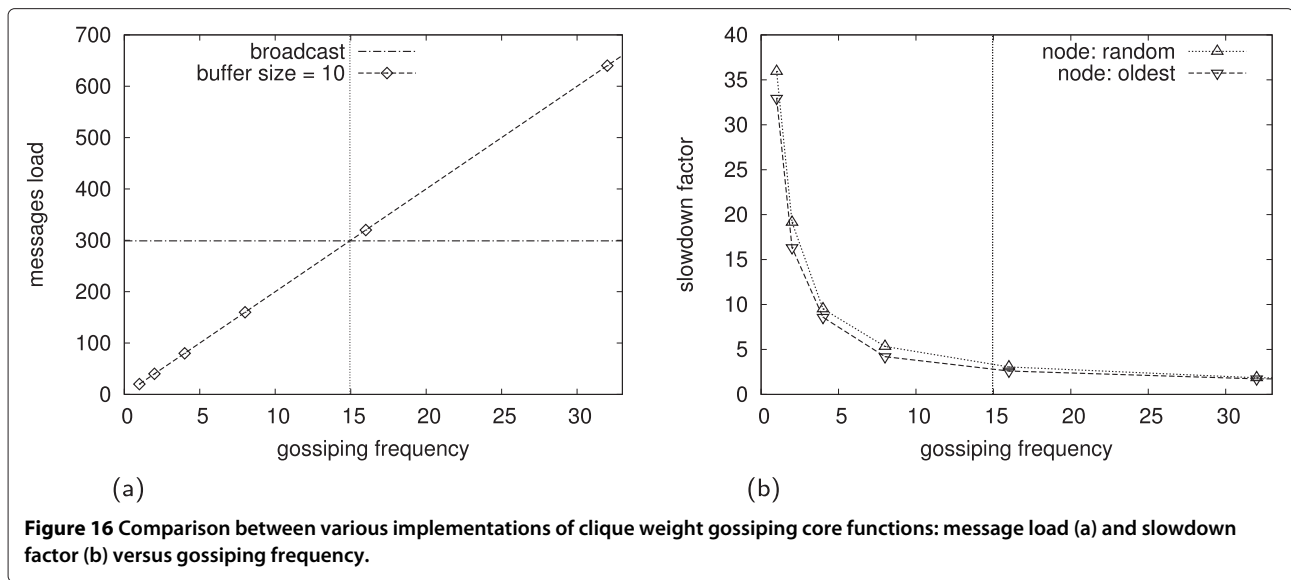 700
600
500
400
300
200
100
0
messages load
broadcast
buffer size = 10
0 5 10 15 20 25 30
gossiping frequency
(a)
40
35
30
25
20
15
10
5
0
slowdown factor
node: random
node: oldest
0 5 10 15 20 25 30
gossiping frequency
(b)
Figure 16 Comparison between various implementations of clique weight gossiping core functions: message load (a) and slowdown
factor (b) versus gossiping frequency.